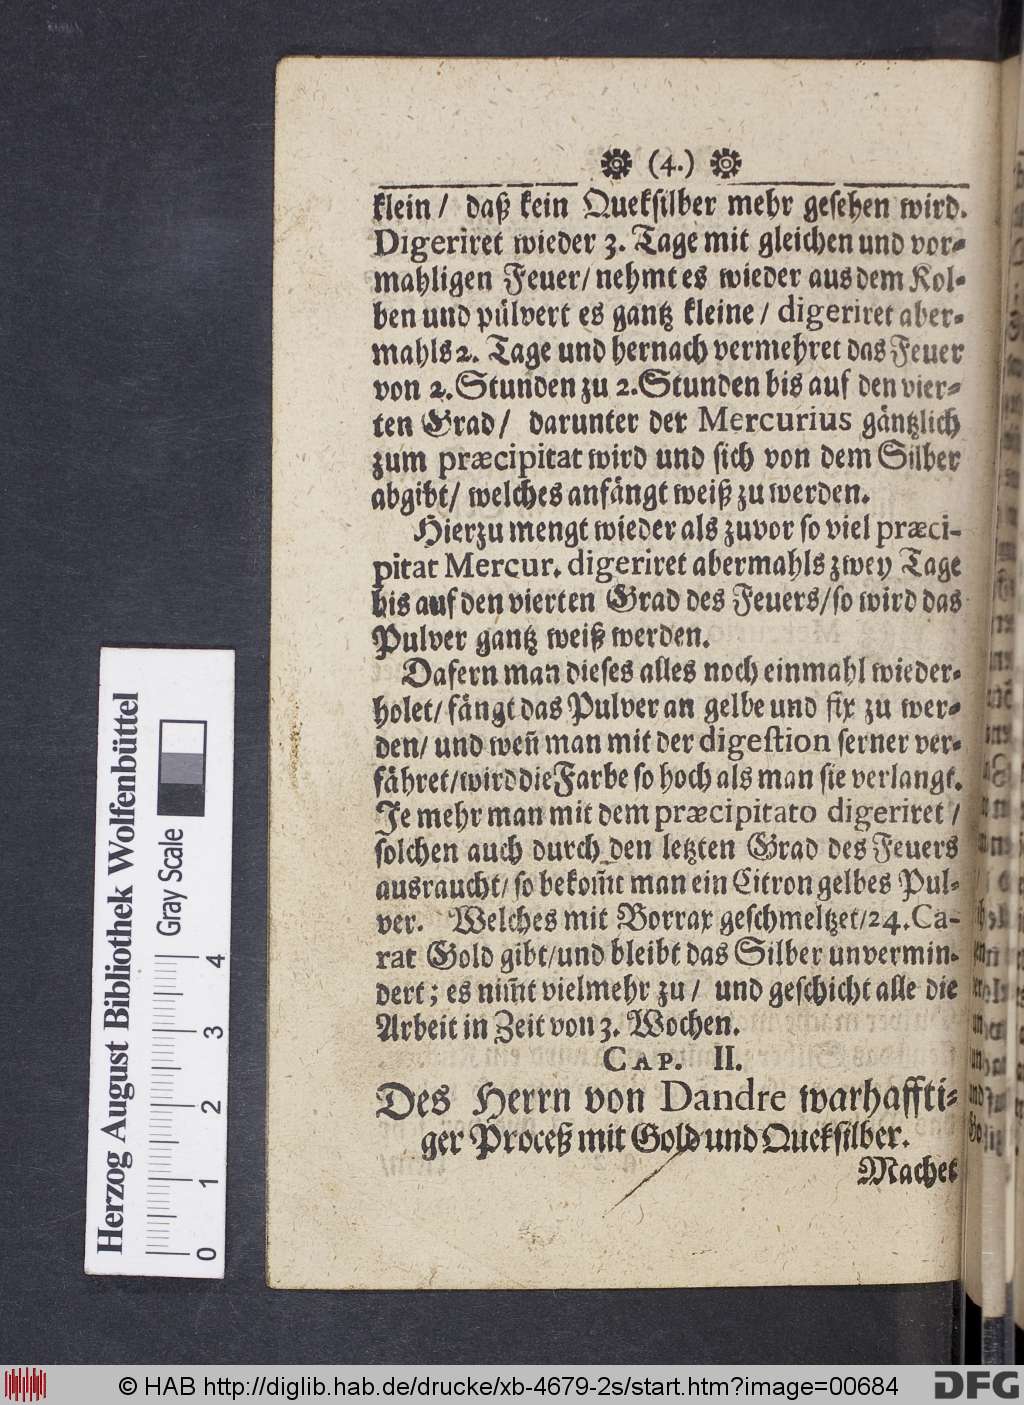 (4.)
klein / daß kein Queksilber mehr gesehen wird.
Digeriret wieder 3. Tage mit gleichen und vor-
mahligen Feuer / nehmt es wieder aus dem Kol-
ben und pülvert es gantz kleine / digeriret aber-
mahls 2. Tage und hernach vermehret das Feuer
von 2. Stunden zu 2. Stunden bis auf den vier-
ten Grad / darunter der Mercurius gäntzlich
zum præcipitat wird und sich von dem Silber
abgibt / welches anfängt weiß zu werden.
Hierzu mengt wieder als zuvor so viel præci-
pitat Mercur. digeriret abermahls zwey Tage
bis auf den vierten Grad des Feuers / so wird das
Pulver gantz weiß werden.
Dafern man dieses alles noch einmahl wieder-
holet / fängt das Pulver an gelbe und fix zu wer-
den / und weñ man mit der digestion ferner ver-
fähret / wird die Farbe so hoch als man sie verlangt.
Je mehr man mit dem præcipitato digeriret /
solchen auch durch den letzten Grad des Feuers
ausraucht / so bekom̃t man ein Citron gelbes Pul-
ver. Welches mit Borrax geschmeltzet / 24. Ca-
rat Gold gibt / und bleibt das Silber unvermin-
dert ; es nim̃t vielmehr zu / und geschicht alle die
Arbeit in Zeit von 3. Wochen.
CAP. II.
Des Herrn von Dandre warhaffti-
ger Proceß mit Gold und Queksilber.
Machet
Herzog August Bibliothek Wolfenbüttel
Gray Scale
0 1 2 3 4
© HAB http://diglib.hab.de/drucke/xb-4679-2s/start.htm?image=00684
DFG